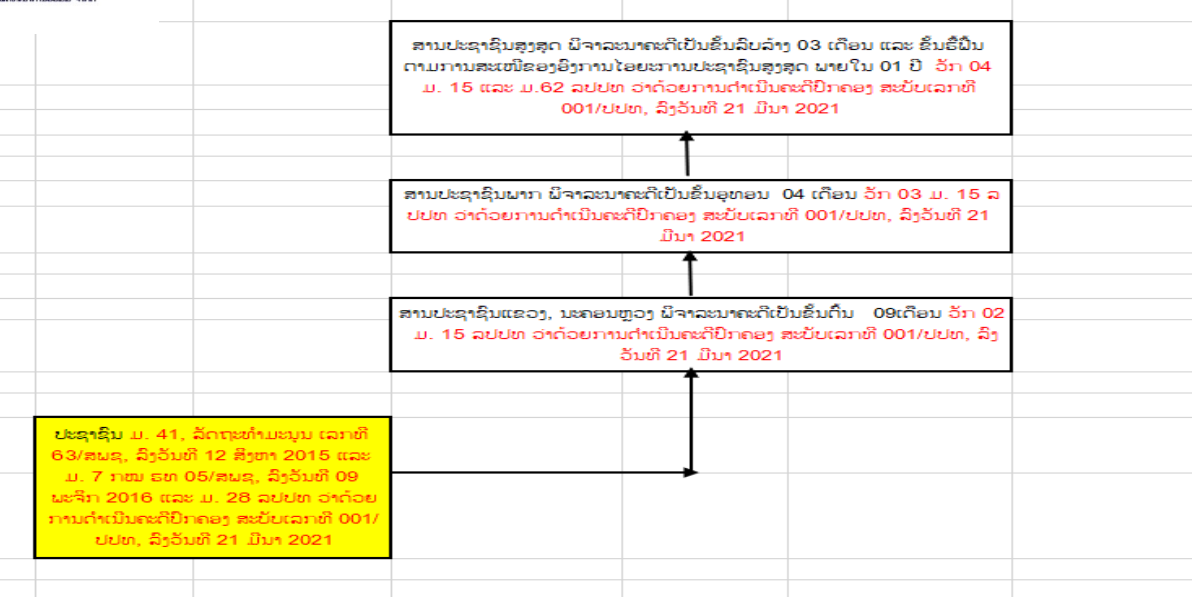 ສານປະຊາຊົນສູງສຸດ ພິຈາລະນາຄະດີເປັນຂັ້ນລົບລ້າງ 03 ເດືອນ ແລະ ຂັ້ນຮື້ຟື້ນ
ຕາມການສະເໜີຂອງອົງການໄອຍະການປະຊາຊົນສູງສຸດ ພາຍໃນ 01 ປີ ວັກ 04
ມ. 15 ແລະ ມ.62 ລປປທ ວ່າດ້ວຍການດຳເນີນຄະດີປົກຄອງ ສະບັບເລກທີ
001/ປປທ, ລົງວັນທີ 21 ມີນາ 2021
ສານປະຊາຊົນພາກ ພິຈາລະນາຄະດີເປັນຂັ້ນອຸທອນ 04 ເດືອນ ວັກ 03 ມ. 15 ລ
ປປທ ວ່າດ້ວຍການດຳເນີນຄະດີປົກຄອງ ສະບັບເລກທີ 001/ປປທ, ລົງວັນທີ 21
ມີນາ 2021
ສານປະຊາຊົນແຂວງ, ນະຄອນຫຼວງ ພິຈາລະນາຄະດີເປັນຂັ້ນຕົ້ນ 09ເດືອນ ວັກ 02
ມ. 15 ລປປທ ວ່າດ້ວຍການດຳເນີນຄະດີປົກຄອງ ສະບັບເລກທີ 001/ປປທ, ລົງ
ວັນທີ 21 ມີນາ 2021
ປະຊາຊົນ ມ. 41, ລັດຖະທຳມະນູນ ເລກທີ
63/ສພຊ, ລົງວັນທີ 12 ສິງຫາ 2015 ແລະ
ມ. 7 ກໝ ຮທ 05/ສພຊ, ລົງວັນທີ 09
ພະຈິກ 2016 ແລະ ມ. 28 ລປປທ ວ່າດ້ວຍ
ການດຳເນີນຄະດີປົກຄອງ ສະບັບເລກທີ 001/
ປປທ, ລົງວັນທີ 21 ມີນາ 2021